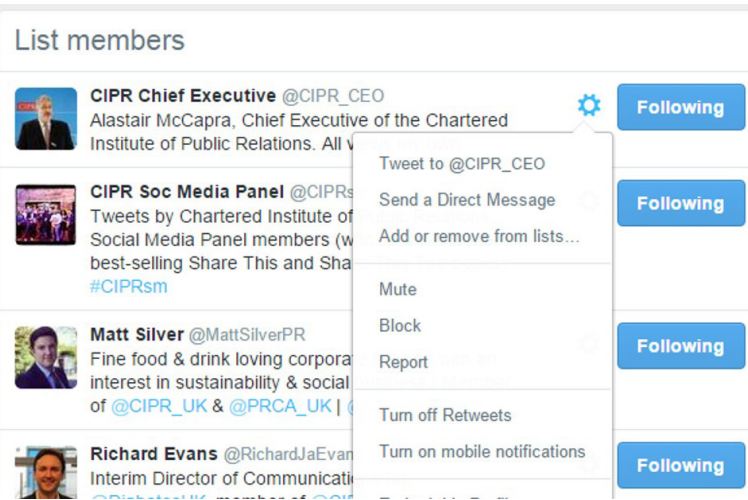 List members
CIPR Chief Executive @CIPR_CEO
Following
Alastair McCapra, Chief Executive of the Chartered
Institute of Public Relations. All
Tweet to @CIPR_CEO
Send a Direct Message
Add or remove from lists...
Mute
Block
Report
Turn off Retweets
Turn on mobile notifications
CIPR Soc Media Panel @CIPRs
Following
Tweets by Chartered Institute of
Social Media Panel members (w
best-selling Share This and Sha
#CIPRsm
Matt Silver @MattSilverPR
Following
Fine food & drink loving corpora
interest in sustainability & social
of @CIPR_UK & @PRCA_UK |
Richard Evans @RichardJaEvan
Following
Interim Director of Communicati